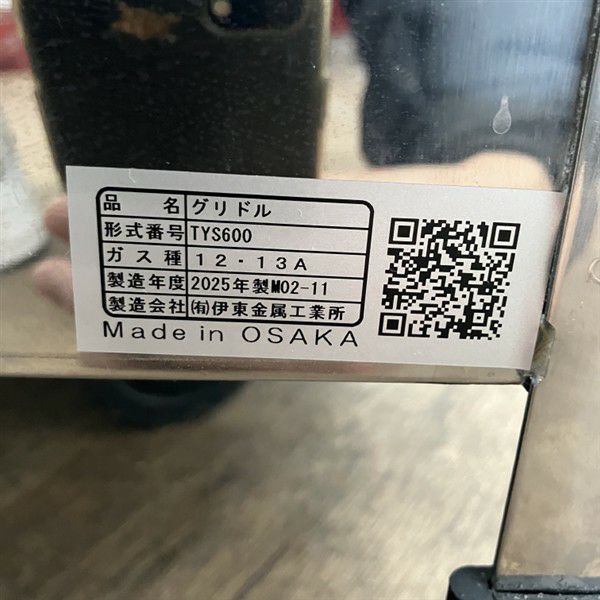 品名 グリドル
形式番号 TYS600
ガス種 12・13A
製造年度 2025年製M02-11
製造会社 ㈲伊東金属工業所
Made in OSAKA